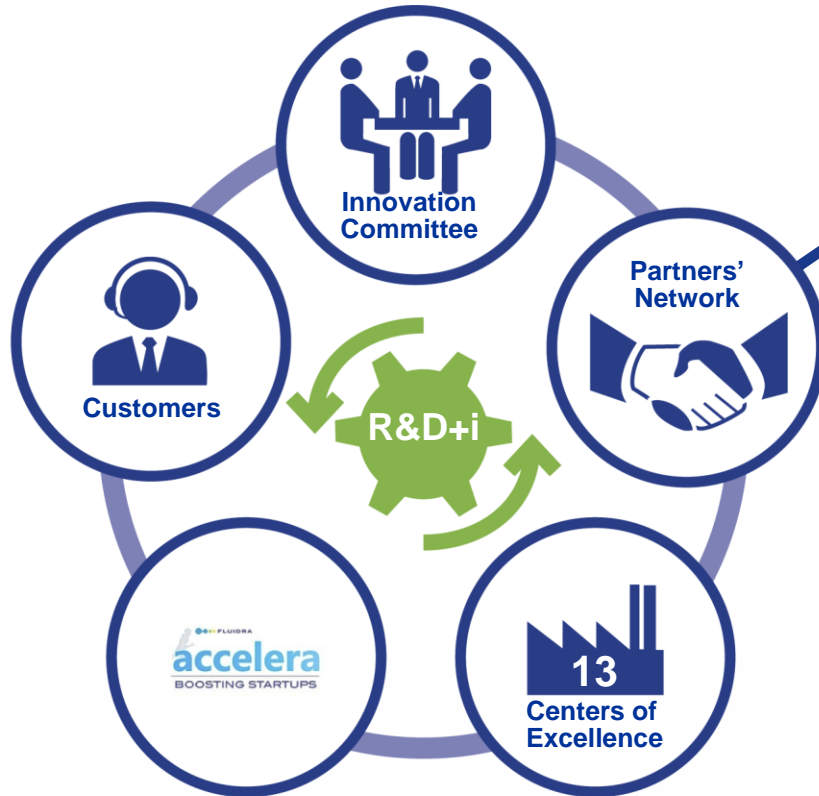 Innovation
Committee
Partners'
Network
Customers
R&D+i
FLUIDRA
accelera
BOOSTING STARTUPS
13
Centers of
Excellence